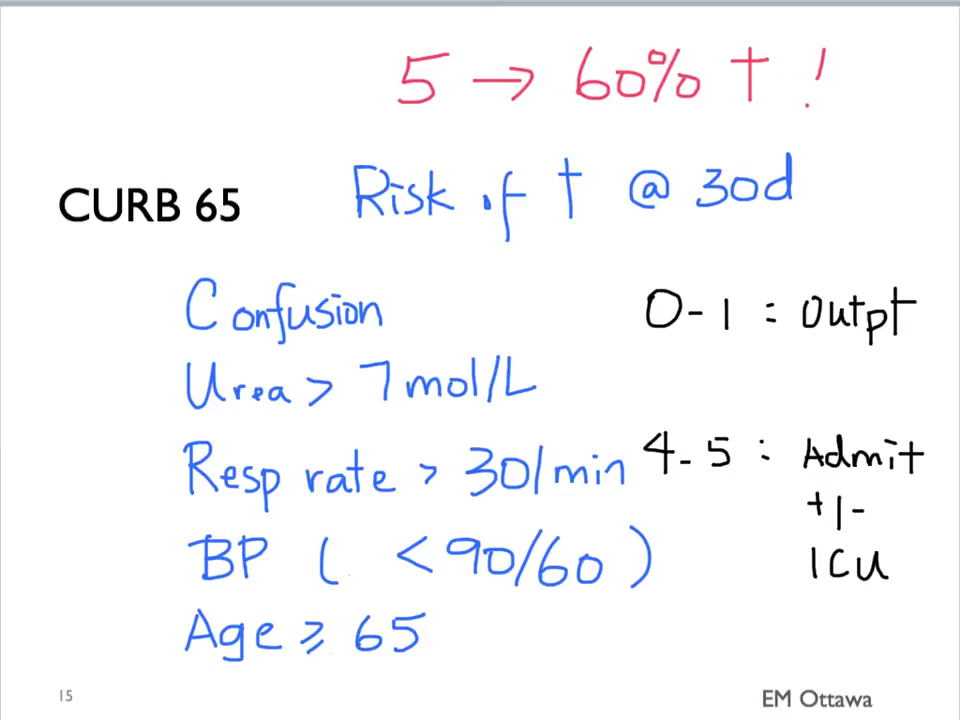 5 → 60% † !
CURB 65
Risk of † @ 30d
Confusion
0-1 : Outpt
Urea > 7 mol/L
Resp rate > 30/min
4-5 : Admit
+/-
ICU
BP ( < 90/60 )
Age ≥ 65
15
EM Ottawa